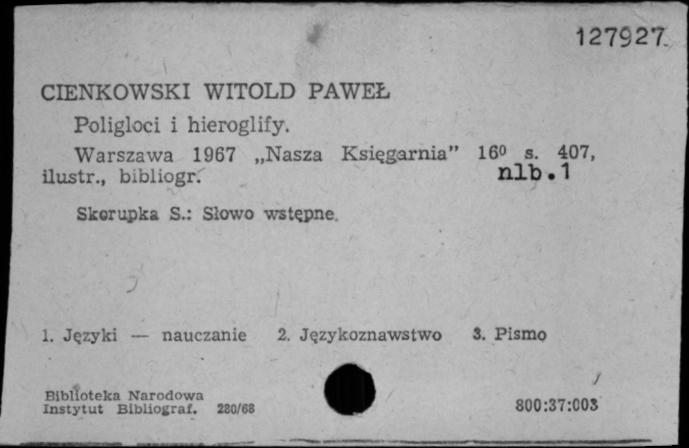 127927
CIENKOWSKI WITOLD PAWEŁ
Poligloci i hieroglify.
Warszawa 1967 „Nasza Księgarnia” 16⁰ s. 407,
ilustr., bibliogr. nlb.1
Skorupka S.: Słowo wstępne.
1. Języki — nauczanie 2. Językoznawstwo 3. Pismo
Biblioteka Narodowa
Instytut Bibliograf. 280/68 800:37:003